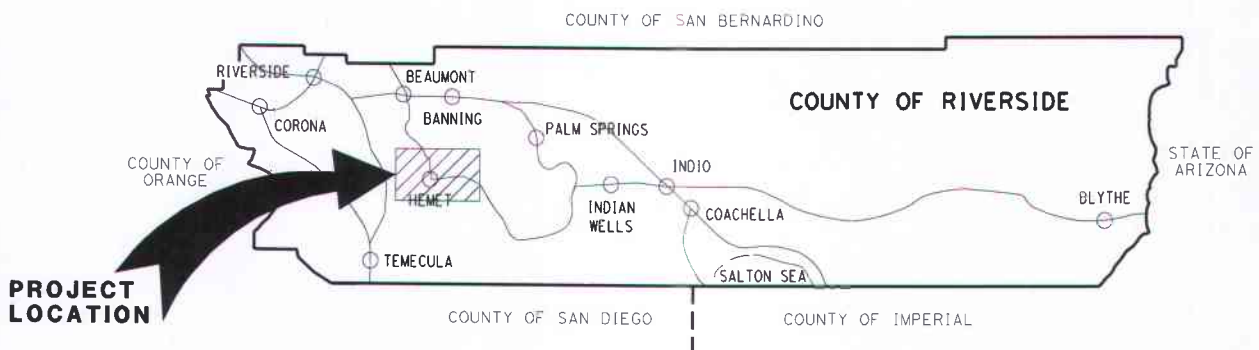 COUNTY OF SAN BERNARDINO
RIVERSIDE
BEAUMONT
COUNTY OF RIVERSIDE
CORONA
BANNING
PALM SPRINGS
COUNTY OF
ORANGE
STATE OF
ARIZONA
INDIO
HEMET
INDIAN
WELLS
COACHELLA
BLYTHE
TEMECULA
SALTON SEA
PROJECT
LOCATION
COUNTY OF SAN DIEGO
COUNTY OF IMPERIAL